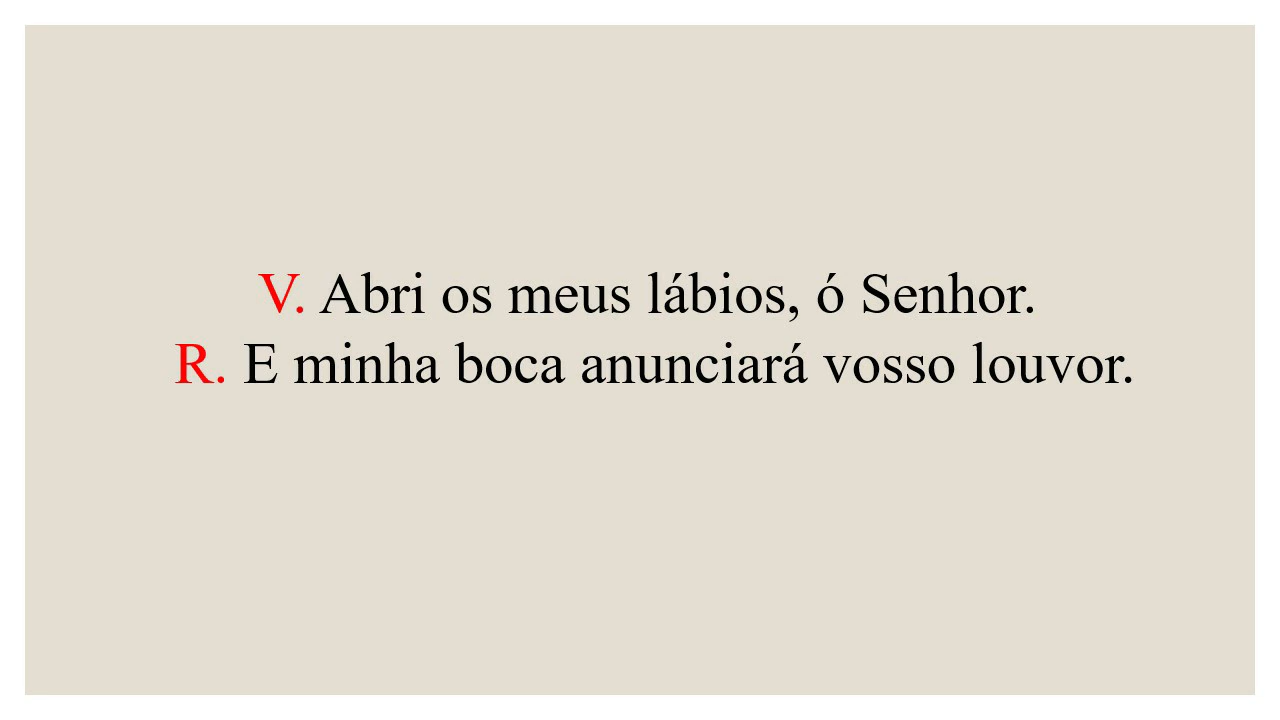 V. Abri os meus lábios, ó Senhor.
R. E minha boca anunciará vosso louvor.